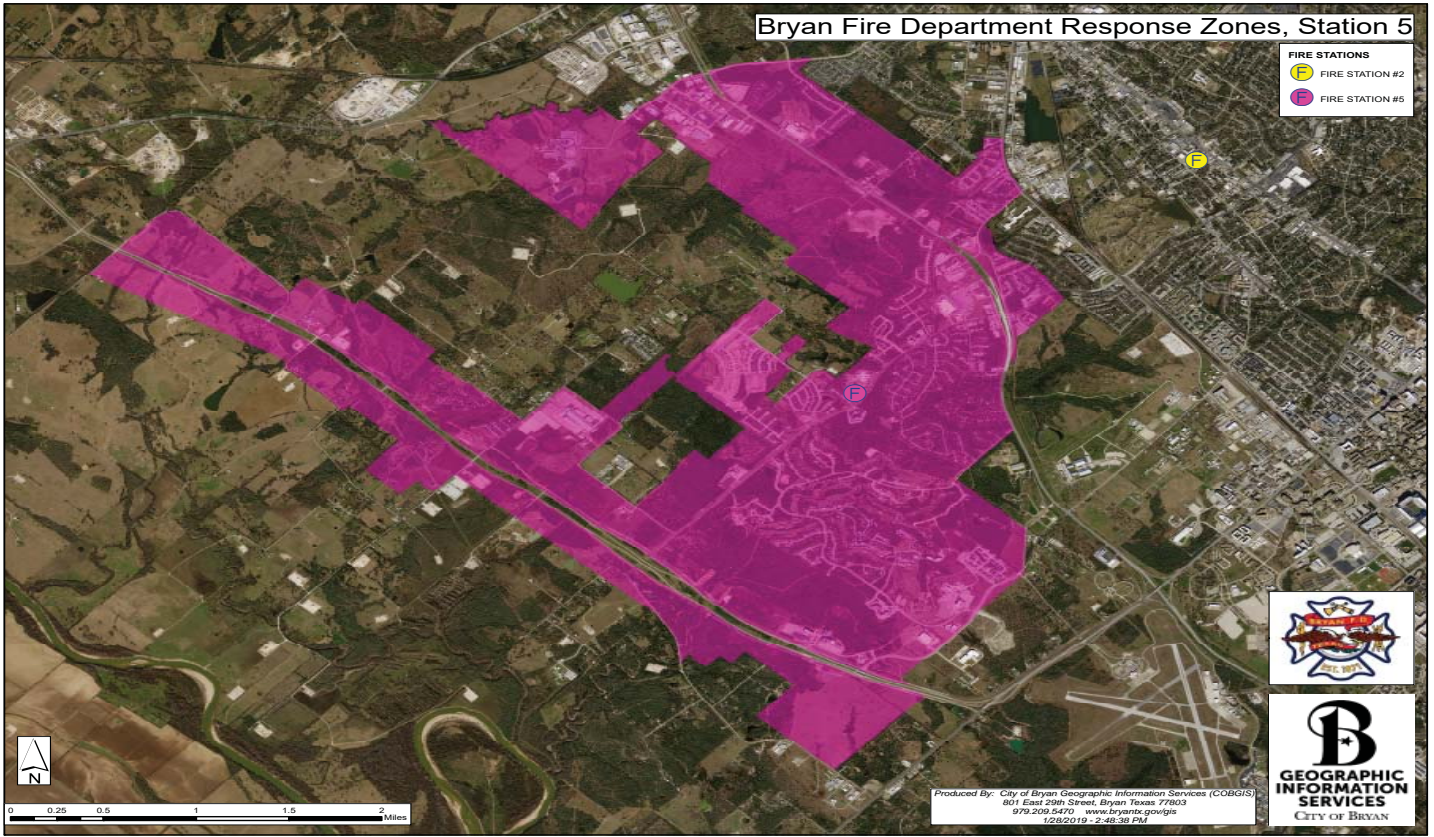 Bryan Fire Department Response Zones, Station 5
FIRE STATIONS
F FIRE STATION #2
F FIRE STATION #5
F
F
BRYAN F.D.
EST. 1871
N
0 0.25 0.5 1 1.5 2
Miles
Produced By: City of Bryan Geographic Information Services (COBGIS)
801 East 29th Street, Bryan Texas 77803
979.209.5470 www.bryantx.gov/gis
1/28/2019 - 2:48:38 PM
B
GEOGRAPHIC
INFORMATION
SERVICES
CITY OF BRYAN